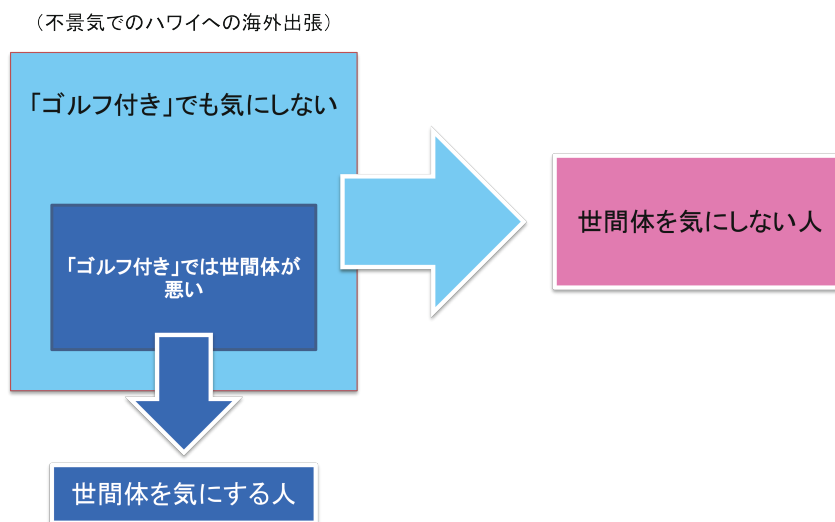 （不景気でのハワイへの海外出張）
「ゴルフ付き」でも気にしない
「ゴルフ付き」では世間体が
悪い
世間体を気にしない人
世間体を気にする人